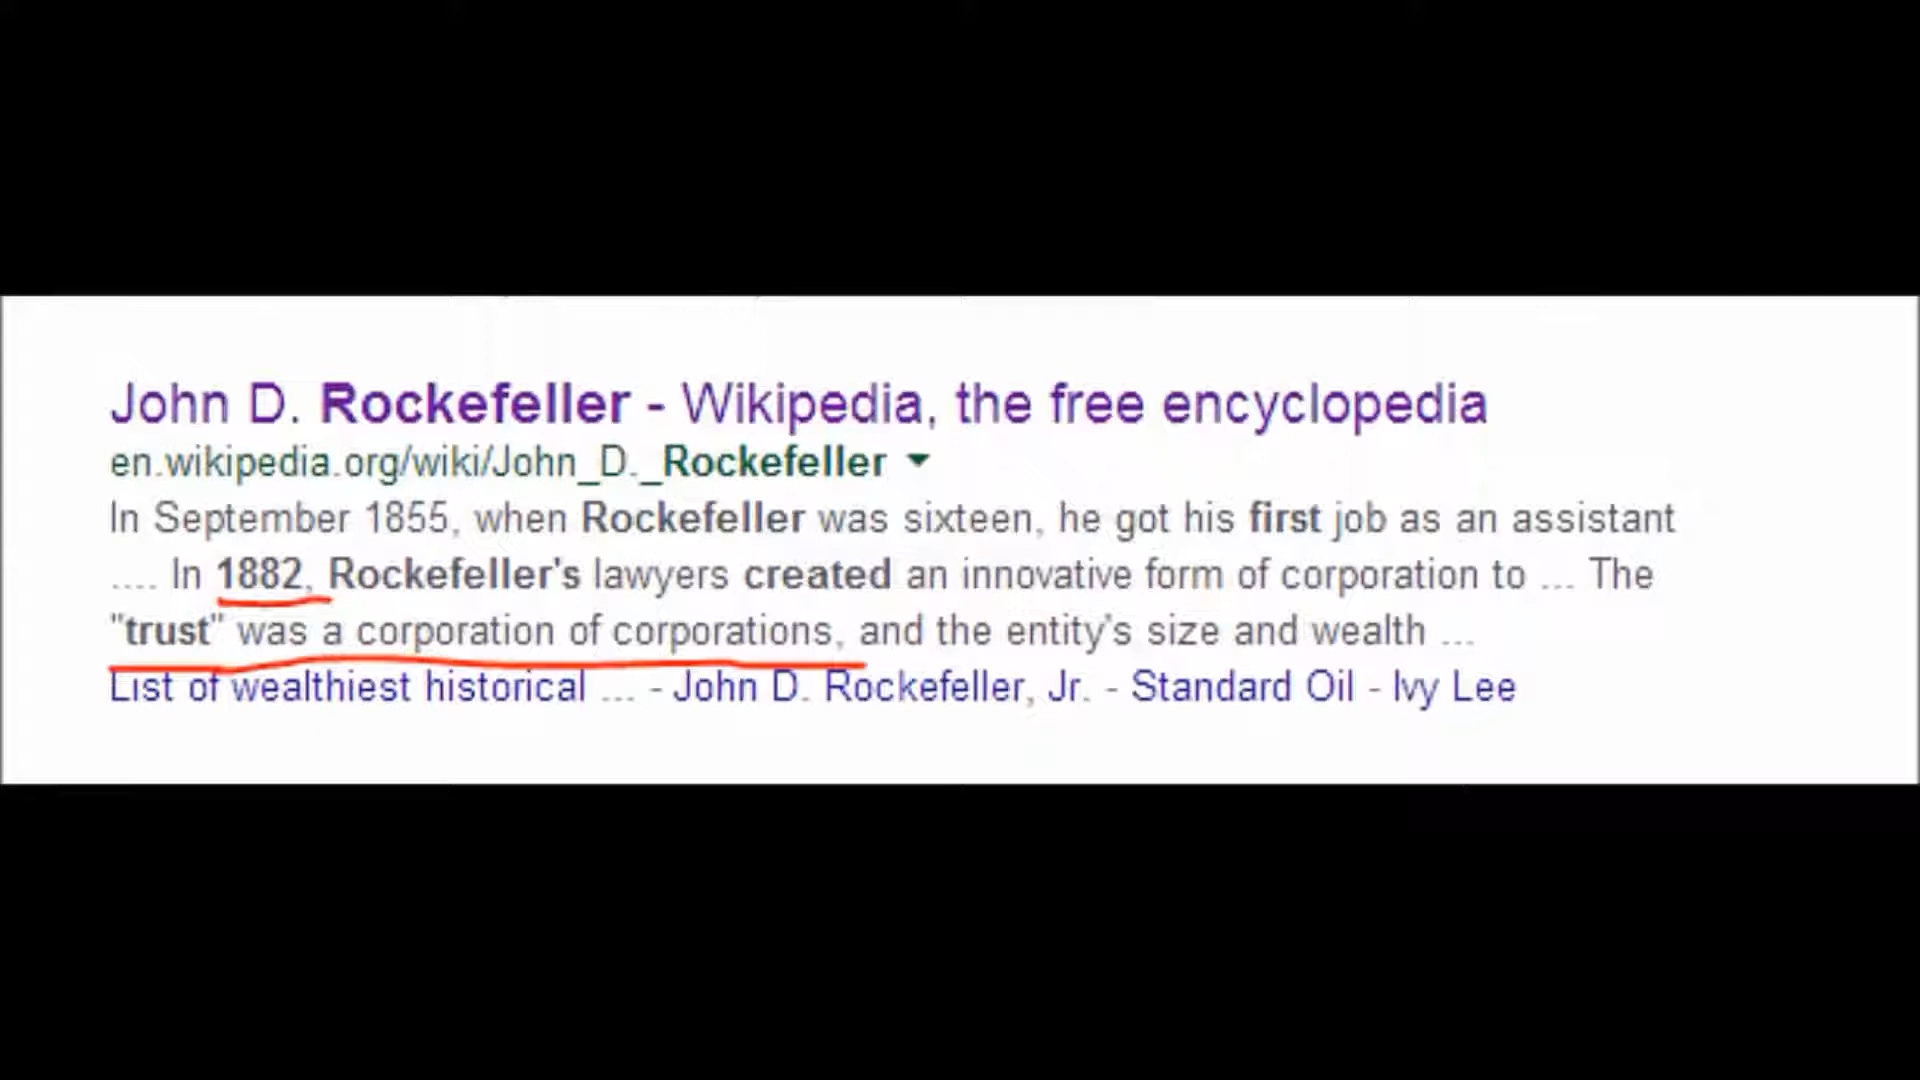 John D. Rockefeller - Wikipedia, the free encyclopedia
en.wikipedia.org/wiki/John_D._Rockefeller
In September 1855, when Rockefeller was sixteen, he got his first job as an assistant
.... In 1882, Rockefeller's lawyers created an innovative form of corporation to ... The
"trust" was a corporation of corporations, and the entity's size and wealth ...
List of wealthiest historical ... - John D. Rockefeller, Jr. - Standard Oil - Ivy Lee